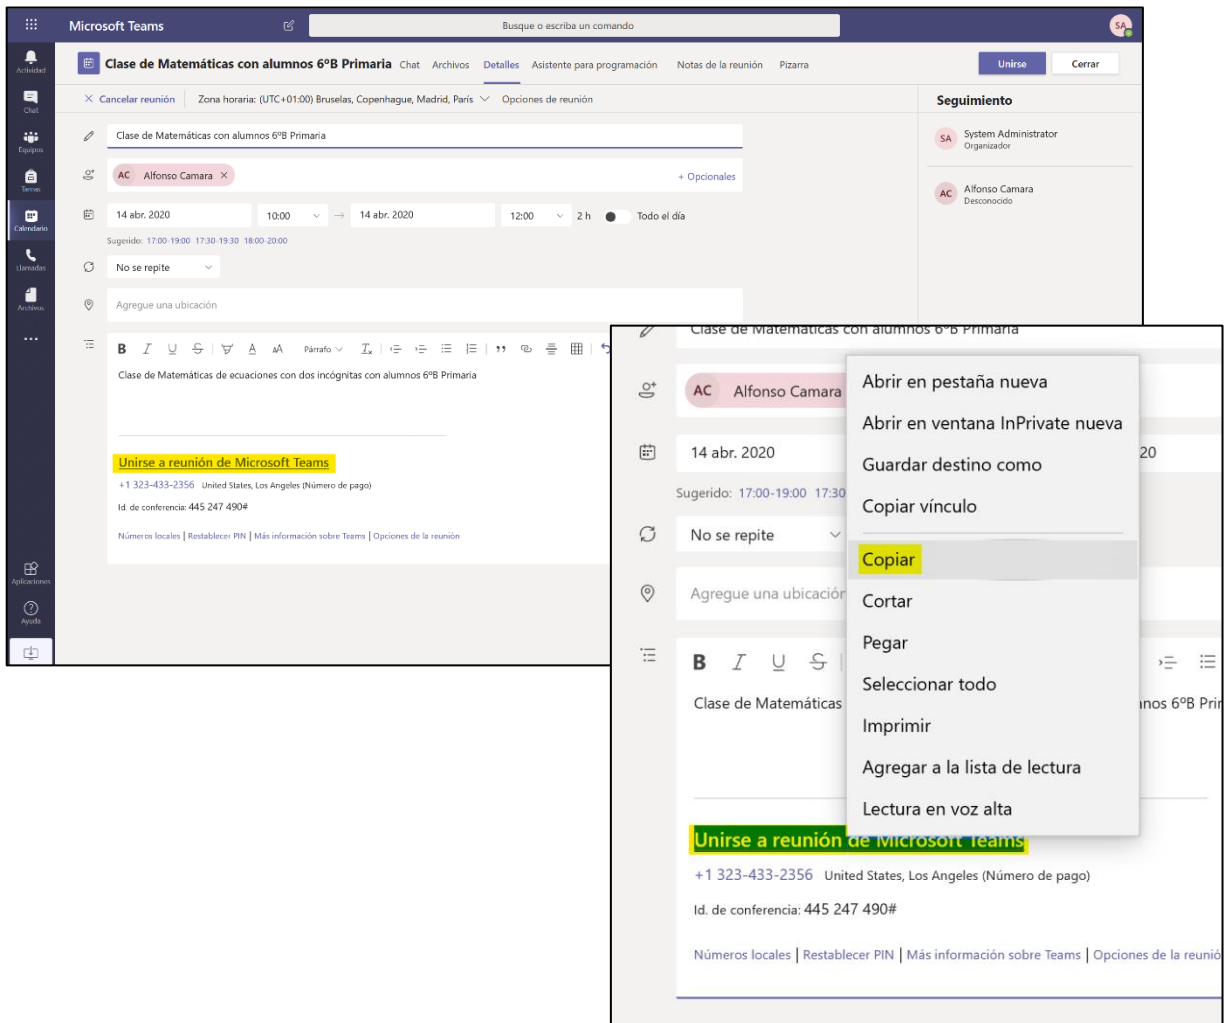 Microsoft Teams
Busque o escriba un comando
SA
Actividad
Chat
Equipos
Tareas
Calendario
Llamadas
Archivos
...
Aplicaciones
Ayuda
Clase de Matemáticas con alumnos 6ºB Primaria Chat Archivos Detalles Asistente para programación Notas de la reunión Pizarra Unirse Cerrar
Cancelar reunión Zona horaria: (UTC+01:00) Bruselas, Copenhague, Madrid, París Opciones de reunión
Clase de Matemáticas con alumnos 6ºB Primaria
AC Alfonso Camara × + Opcionales
14 abr. 2020 10:00 → 14 abr. 2020 12:00 2 h Todo el día
Sugerido: 17:00-19:00 17:30-19:30 18:00-20:00
No se repite
Agregue una ubicación
B I U S A AA Párrafo Ix
Clase de Matemáticas de ecuaciones con dos incógnitas con alumnos 6ºB Primaria
Unirse a reunión de Microsoft Teams
+1 323-433-2356 United States, Los Angeles (Número de pago)
Id. de conferencia: 445 247 490#
Números locales | Restablecer PIN | Más información sobre Teams | Opciones de la reunión
Seguimiento
SA System Administrator
Organizador
AC Alfonso Camara
Desconocido
Clase de Matemáticas con alumnos 6ºB Primaria
AC Alfonso Camara
14 abr. 2020 20
Sugerido: 17:00-19:00 17:30
No se repite
Agregue una ubicación
B I U S
Clase de Matemáticas nos 6ºB Prin
Abrir en pestaña nueva
Abrir en ventana InPrivate nueva
Guardar destino como
Copiar vínculo
Copiar
Cortar
Pegar
Seleccionar todo
Imprimir
Agregar a la lista de lectura
Lectura en voz alta
Unirse a reunión de Microsoft Teams
+1 323-433-2356 United States, Los Angeles (Número de pago)
Id. de conferencia: 445 247 490#
Números locales | Restablecer PIN | Más información sobre Teams | Opciones de la reunió